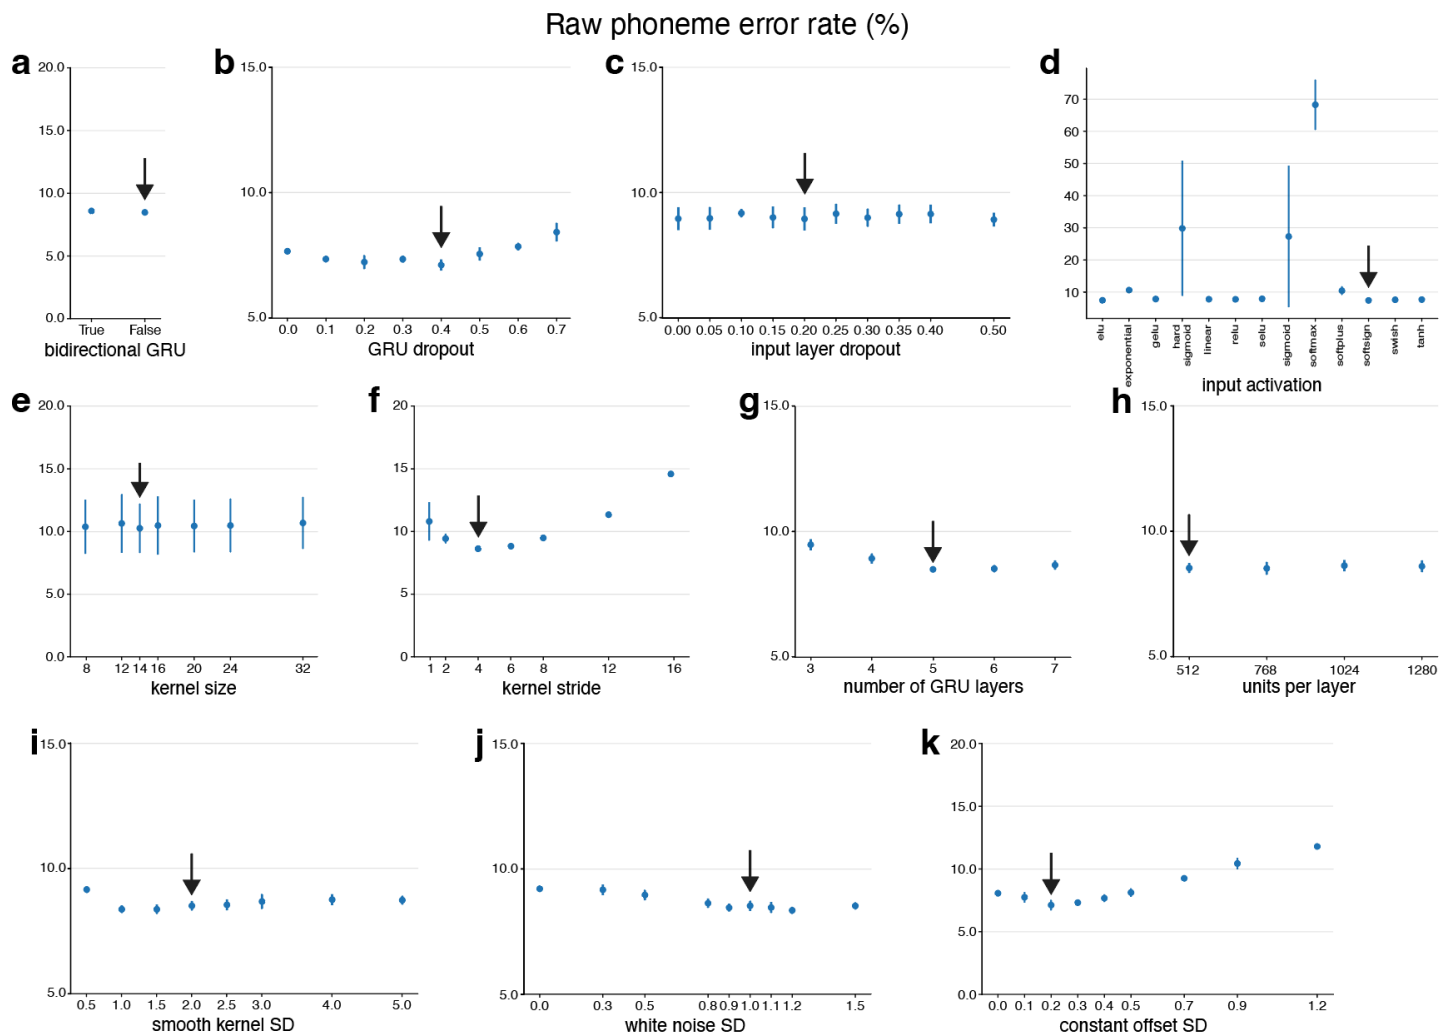 Raw phoneme error rate (%)
a
20.0
15.0
10.0
5.0
0.0
True False
bidirectional GRU
b
15.0
10.0
5.0
0.0 0.1 0.2 0.3 0.4 0.5 0.6 0.7
GRU dropout
c
15.0
10.0
5.0
0.00 0.05 0.10 0.15 0.20 0.25 0.30 0.35 0.40 0.50
input layer dropout
d
70
60
50
40
30
20
10
elu
exponential
gelu
hard
sigmoid
linear
relu
selu
sigmoid
softmax
softplus
softsign
swish
tanh
input activation
e
20.0
15.0
10.0
5.0
0.0
8 12 14 16 20 24 32
kernel size
f
20
15
10
5
0
1 2 4 6 8 12 16
kernel stride
g
15.0
10.0
5.0
3 4 5 6 7
number of GRU layers
h
15.0
10.0
5.0
512 768 1024 1280
units per layer
i
15.0
10.0
5.0
0.5 1.0 1.5 2.0 2.5 3.0 4.0 5.0
smooth kernel SD
j
15.0
10.0
5.0
0.0 0.3 0.5 0.8 0.9 1.0 1.1 1.2 1.5
white noise SD
k
20.0
15.0
10.0
5.0
0.0
0.0 0.1 0.2 0.3 0.4 0.5 0.7 0.9 1.2
constant offset SD